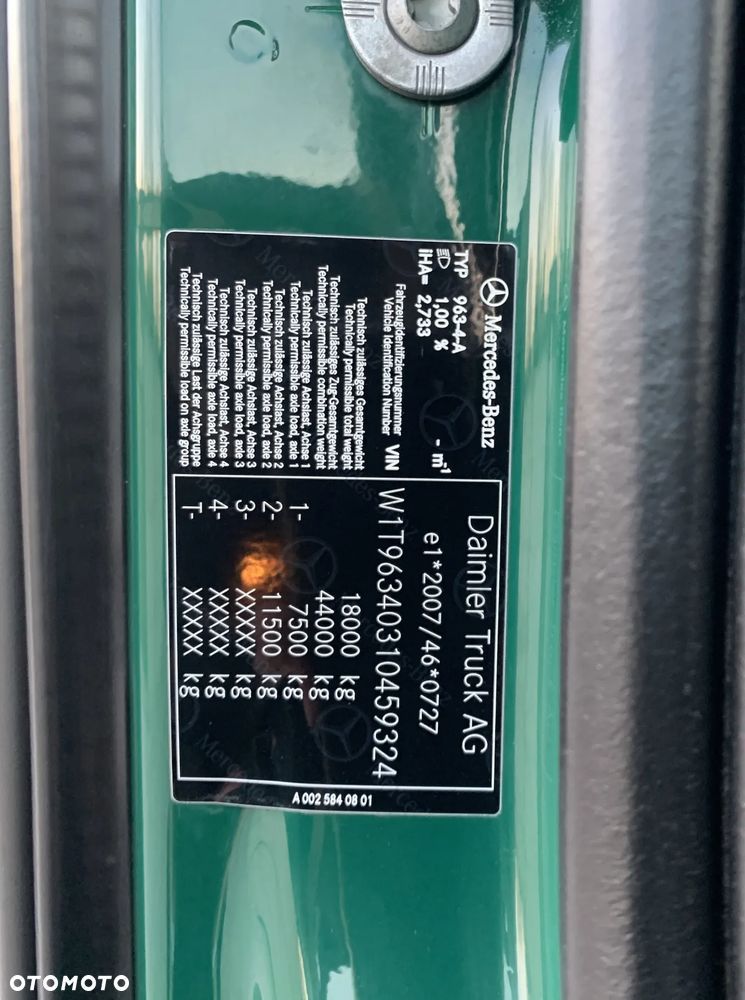 Mercedes-Benz
TYP 963-4-A
1,00 % - m-1
iHA= 2,733
Daimler Truck AG
e1*2007/46*0727
Fahrzeugidentifizierungsnummer
Vehicle Identification Number VIN W1T96340310459324
Technisch zulässiges Gesamtgewicht
Technically permissible total weight 18000 kg
Technisch zulässiges Zug-Gesamtgewicht
Technically permissible combination weight 44000 kg
Technisch zulässige Achslast, Achse 1
Technically permissible axle load, axle 1 1- 7500 kg
Technisch zulässige Achslast, Achse 2
Technically permissible axle load, axle 2 2- 11500 kg
Technisch zulässige Achslast, Achse 3
Technically permissible axle load, axle 3 3- XXXXX kg
Technisch zulässige Achslast, Achse 4
Technically permissible axle load, axle 4 4- XXXXX kg
Technisch zulässige Last der Achsgruppe
Technically permissible load on axle group T- XXXXX kg
A 002 584 08 01
OTOMOTO